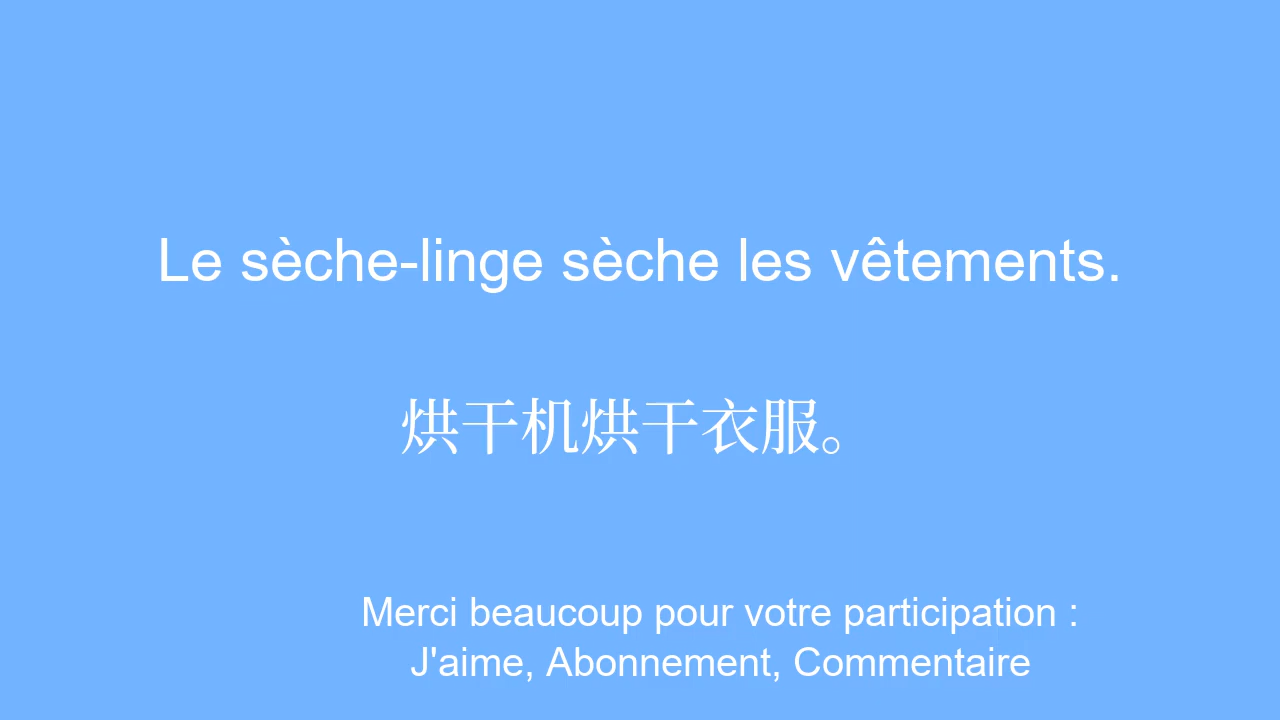 Le sèche-linge sèche les vêtements.
烘干机烘干衣服。
Merci beaucoup pour votre participation :
J'aime, Abonnement, Commentaire